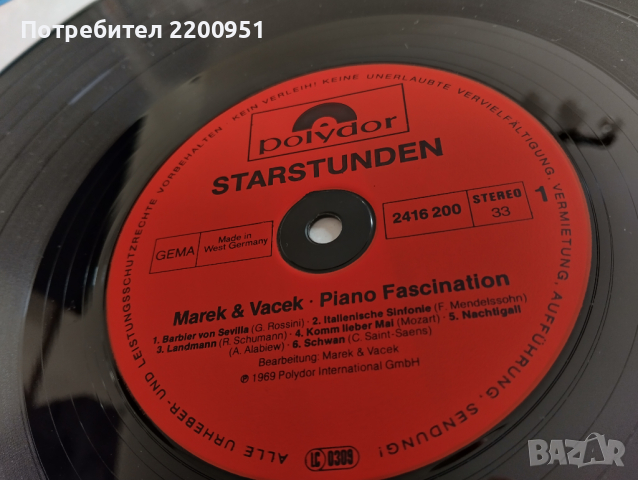 Потребител 2200951
ALLE URHEBER- UND LEISTUNGSSCHUTZRECHTE VORBEHALTEN · KEIN VERLEIH! KEINE UNERLAUBTE VERVIELFÄLTIGUNG, VERMIETUNG, AUFFÜHRUNG, SENDUNG!
polydor
STARSTUNDEN
GEMA
Made in
West Germany
2416 200
STEREO
33
1
Marek & Vacek · Piano Fascination
1. Barbier von Sevilla (G. Rossini) · 2. Italienische Sinfonie (F. Mendelssohn)
3. Landmann (R. Schumann) · 4. Komm lieber Mai (Mozart) · 5. Nachtigall
(A. Alabiew) · 6. Schwan (C. Saint-Saens)
Bearbeitung: Marek & Vacek
℗ 1969 Polydor International GmbH
LC 0309
BAZAR
bg